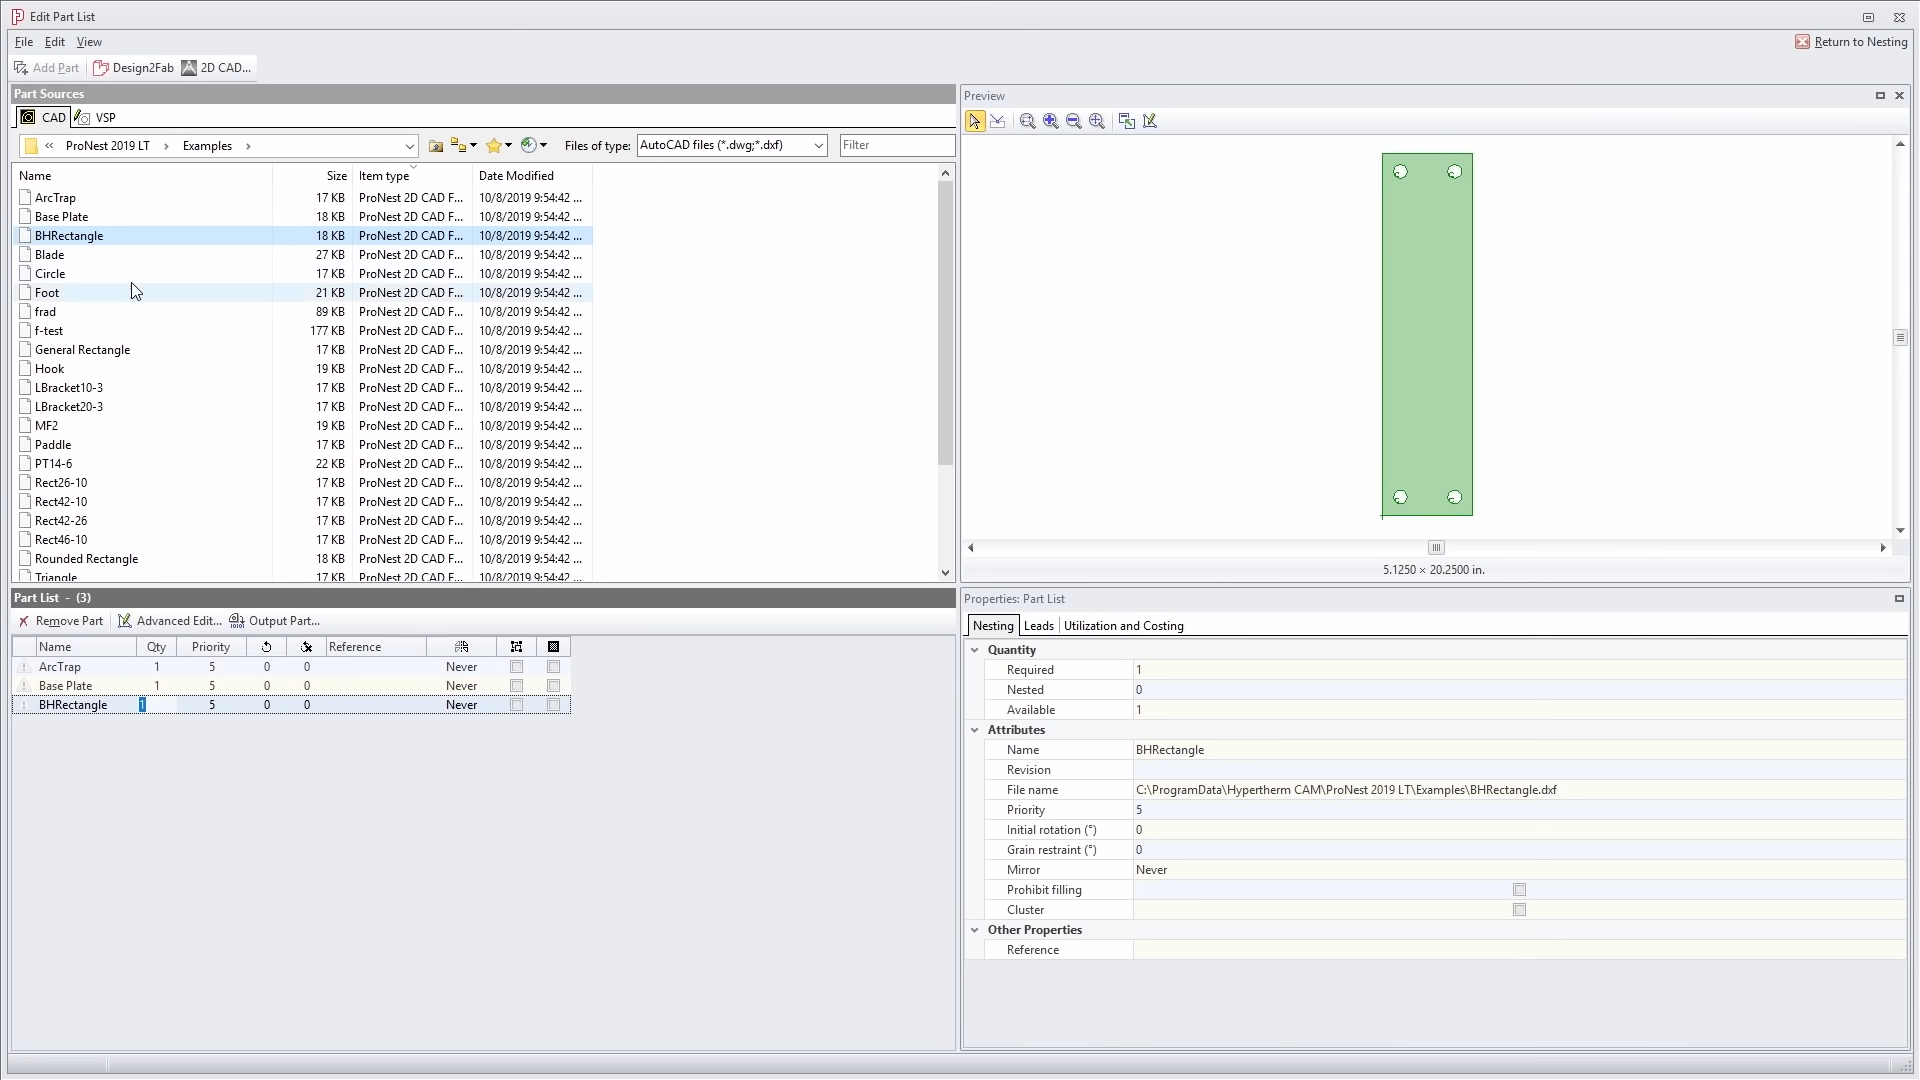 Edit Part List
File Edit View
Return to Nesting
Add Part Design2Fab 2D CAD...
Part Sources
CAD VSP
« ProNest 2019 LT › Examples › Files of type: AutoCAD files (*.dwg;*.dxf) Filter
Name Size Item type Date Modified
ArcTrap 17 KB ProNest 2D CAD F... 10/8/2019 9:54:42 ...
Base Plate 18 KB ProNest 2D CAD F... 10/8/2019 9:54:42 ...
BHRectangle 18 KB ProNest 2D CAD F... 10/8/2019 9:54:42 ...
Blade 27 KB ProNest 2D CAD F... 10/8/2019 9:54:42 ...
Circle 17 KB ProNest 2D CAD F... 10/8/2019 9:54:42 ...
Foot 21 KB ProNest 2D CAD F... 10/8/2019 9:54:42 ...
frad 89 KB ProNest 2D CAD F... 10/8/2019 9:54:42 ...
f-test 177 KB ProNest 2D CAD F... 10/8/2019 9:54:42 ...
General Rectangle 17 KB ProNest 2D CAD F... 10/8/2019 9:54:42 ...
Hook 19 KB ProNest 2D CAD F... 10/8/2019 9:54:42 ...
LBracket10-3 17 KB ProNest 2D CAD F... 10/8/2019 9:54:42 ...
LBracket20-3 17 KB ProNest 2D CAD F... 10/8/2019 9:54:42 ...
MF2 19 KB ProNest 2D CAD F... 10/8/2019 9:54:42 ...
Paddle 17 KB ProNest 2D CAD F... 10/8/2019 9:54:42 ...
PT14-6 22 KB ProNest 2D CAD F... 10/8/2019 9:54:42 ...
Rect26-10 17 KB ProNest 2D CAD F... 10/8/2019 9:54:42 ...
Rect42-10 17 KB ProNest 2D CAD F... 10/8/2019 9:54:42 ...
Rect42-26 17 KB ProNest 2D CAD F... 10/8/2019 9:54:42 ...
Rect46-10 17 KB ProNest 2D CAD F... 10/8/2019 9:54:42 ...
Rounded Rectangle 18 KB ProNest 2D CAD F... 10/8/2019 9:54:42 ...
Triangle 17 KB ProNest 2D CAD F... 10/8/2019 9:54:42 ...
Preview
5.1250 × 20.2500 in.
Part List - (3)
Remove Part Advanced Edit... Output Part...
Name Qty Priority Reference
ArcTrap 1 5 0 0 Never
Base Plate 1 5 0 0 Never
BHRectangle 1 5 0 0 Never
Properties: Part List
Nesting Leads Utilization and Costing
Quantity
Required 1
Nested 0
Available 1
Attributes
Name BHRectangle
Revision
File name C:\ProgramData\Hypertherm CAM\ProNest 2019 LT\Examples\BHRectangle.dxf
Priority 5
Initial rotation (°) 0
Grain restraint (°) 0
Mirror Never
Prohibit filling
Cluster
Other Properties
Reference